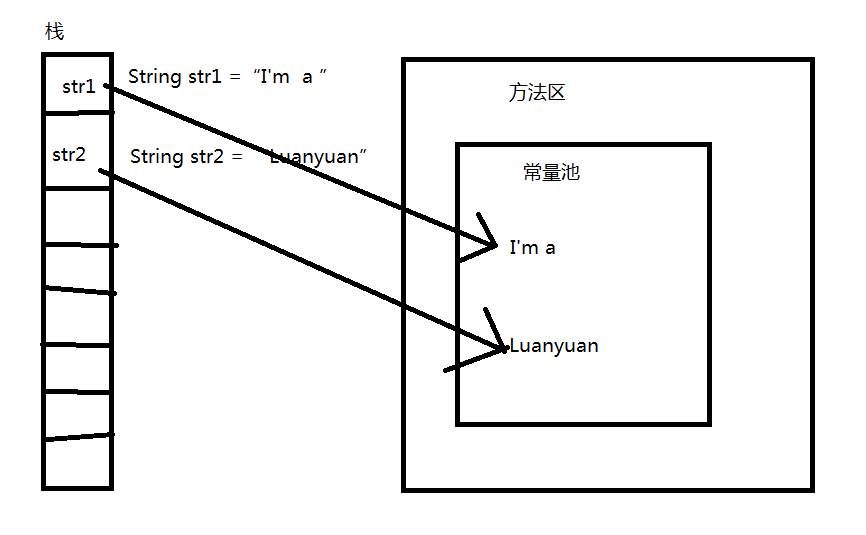 栈
str1
String str1 =“I'm  a ”
str2
String str2 = “Luanyuan”
方法区
常量池
I'm a
Luanyuan